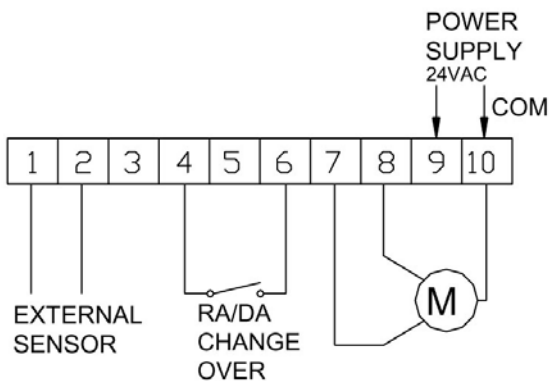 POWER
SUPPLY
24VAC
COM
1 2 3 4 5 6 7 8 9 10
M
EXTERNAL
SENSOR
RA/DA
CHANGE
OVER